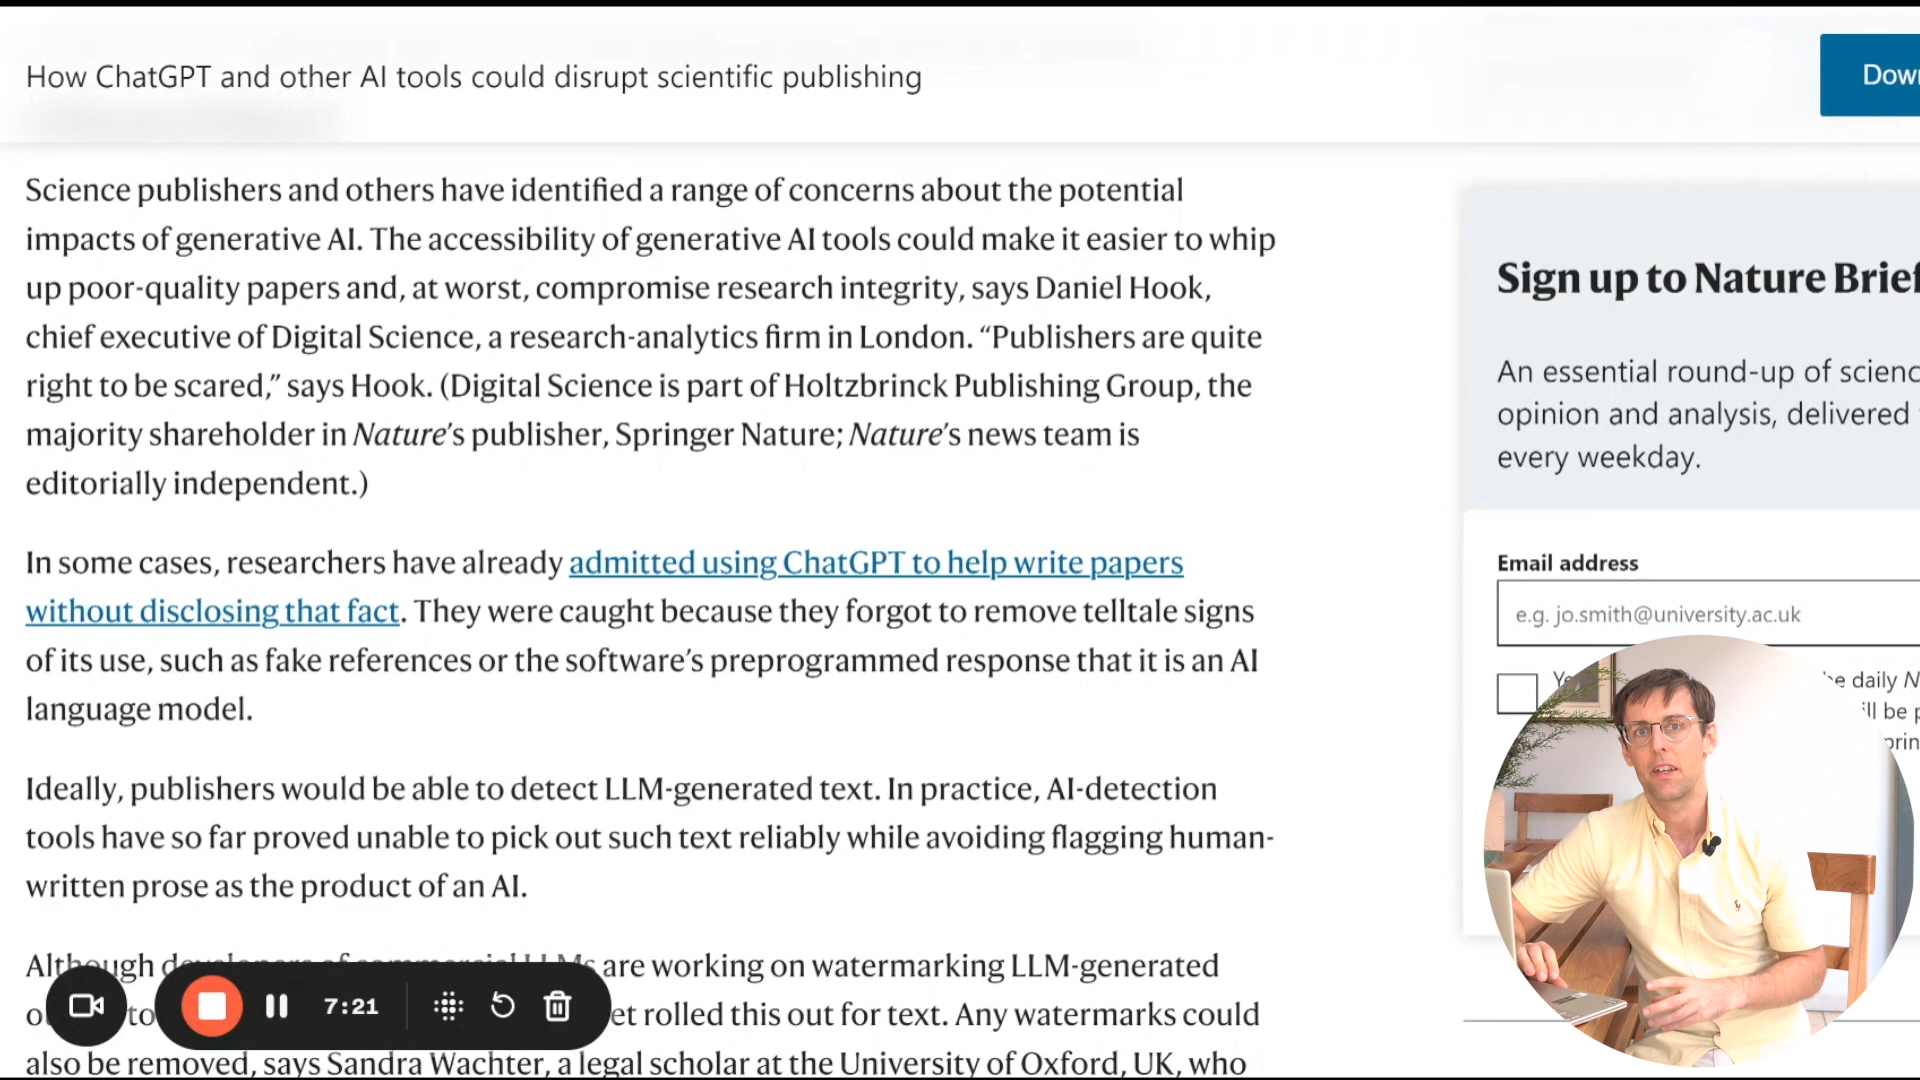 How ChatGPT and other AI tools could disrupt scientific publishing
Dow
Science publishers and others have identified a range of concerns about the potential
impacts of generative AI. The accessibility of generative AI tools could make it easier to whip
up poor-quality papers and, at worst, compromise research integrity, says Daniel Hook,
chief executive of Digital Science, a research-analytics firm in London. “Publishers are quite
right to be scared,” says Hook. (Digital Science is part of Holtzbrinck Publishing Group, the
majority shareholder in Nature’s publisher, Springer Nature; Nature’s news team is
editorially independent.)
In some cases, researchers have already admitted using ChatGPT to help write papers
without disclosing that fact. They were caught because they forgot to remove telltale signs
of its use, such as fake references or the software’s preprogrammed response that it is an AI
language model.
Ideally, publishers would be able to detect LLM-generated text. In practice, AI-detection
tools have so far proved unable to pick out such text reliably while avoiding flagging human-
written prose as the product of an AI.
Although are working on watermarking LLM-generated
to et rolled this out for text. Any watermarks could
also be removed, says Sandra Wachter, a legal scholar at the University of Oxford, UK, who
7:21
Sign up to Nature Brief
An essential round-up of scienc
opinion and analysis, delivered
every weekday.
Email address
e.g. jo.smith@university.ac.uk
daily N
ll be p
prin